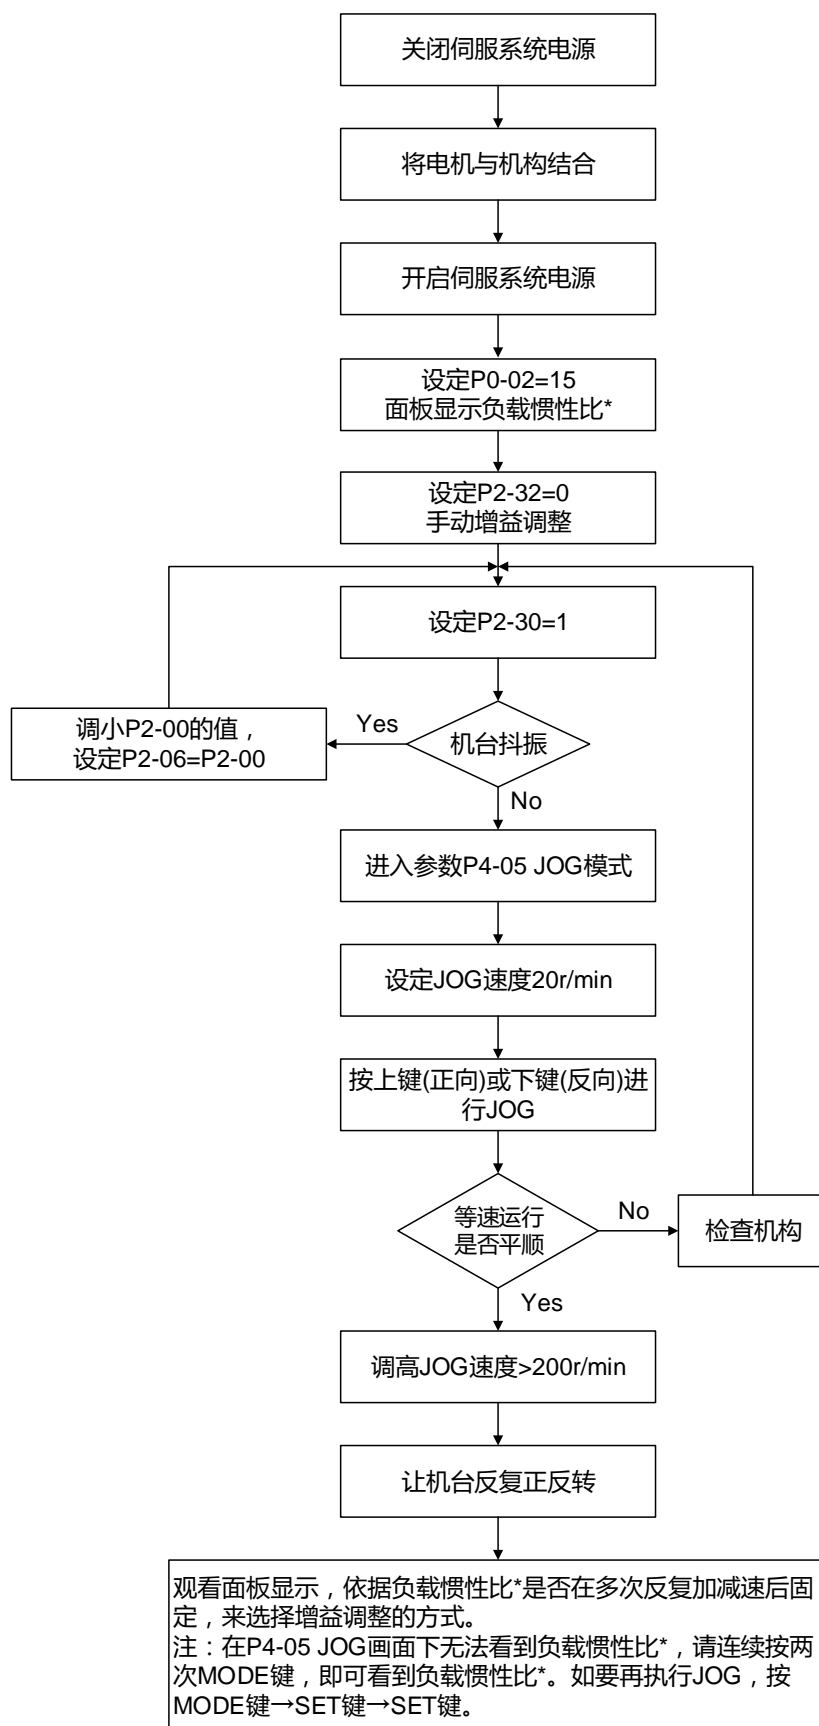 关闭伺服系统电源
将电机与机构结合
开启伺服系统电源
设定P0-02=15
面板显示负载惯性比*
设定P2-32=0
手动增益调整
设定P2-30=1
调小P2-00的值，
设定P2-06=P2-00
Yes
机台抖振
No
进入参数P4-05 JOG模式
设定JOG速度20r/min
按上键(正向)或下键(反向)进
行JOG
等速运行
是否平顺
No
检查机构
Yes
调高JOG速度>200r/min
让机台反复正反转
观看面板显示，依据负载惯性比*是否在多次反复加减速后固
定，来选择增益调整的方式。
注：在P4-05 JOG画面下无法看到负载惯性比*，请连续按两
次MODE键，即可看到负载惯性比*。如要再执行JOG，按
MODE键→SET键→SET键。